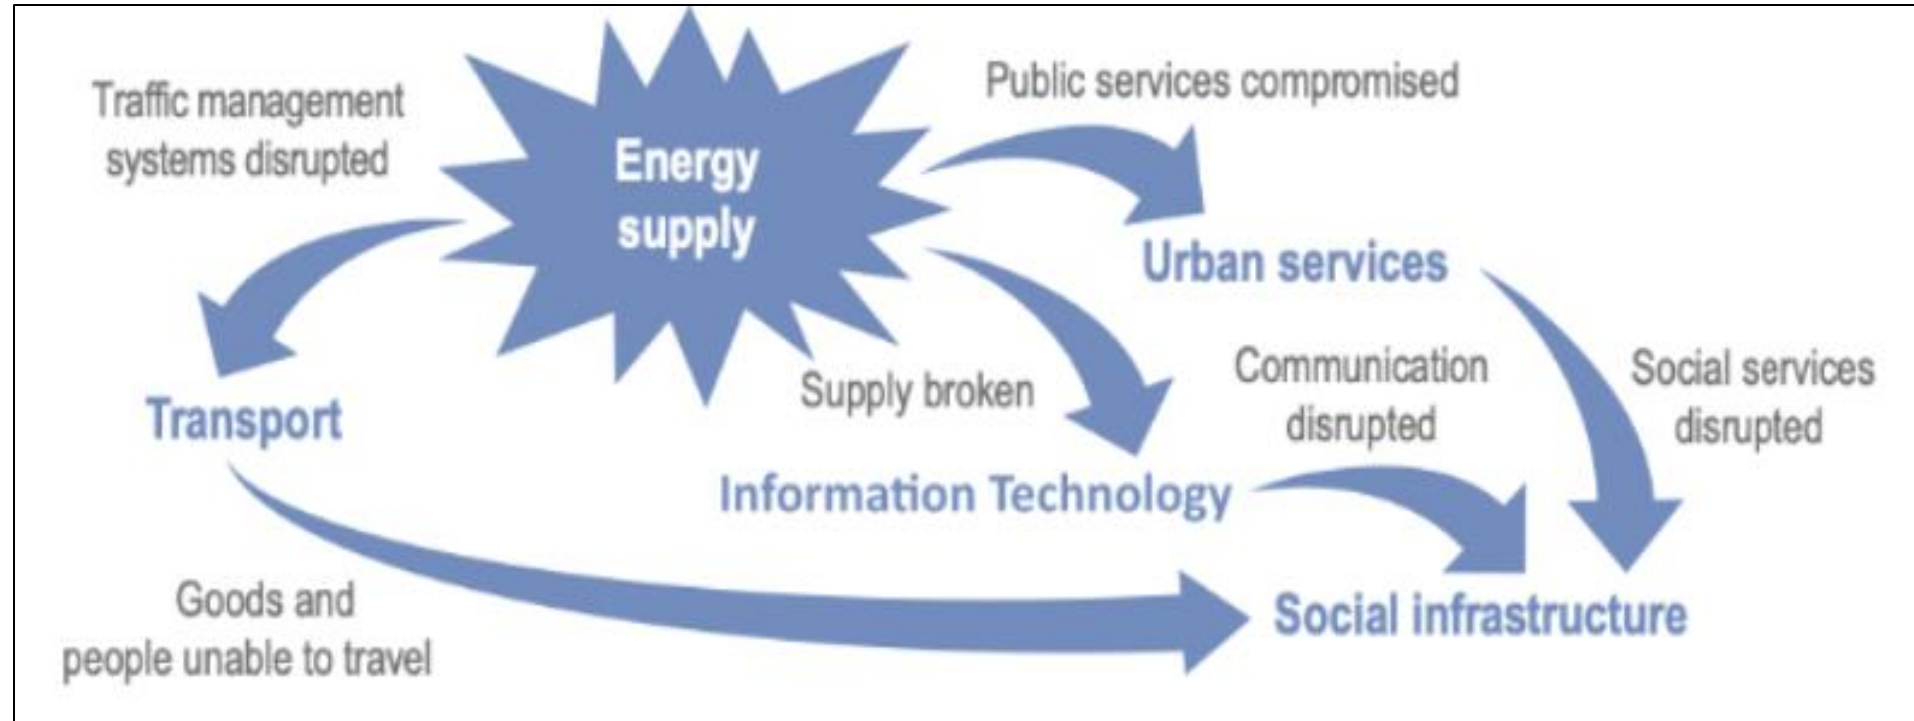 Traffic management
systems disrupted
Energy
supply
Public services compromised
Urban services
Transport
Supply broken
Communication
disrupted
Social services
disrupted
Information Technology
Goods and
people unable to travel
Social infrastructure